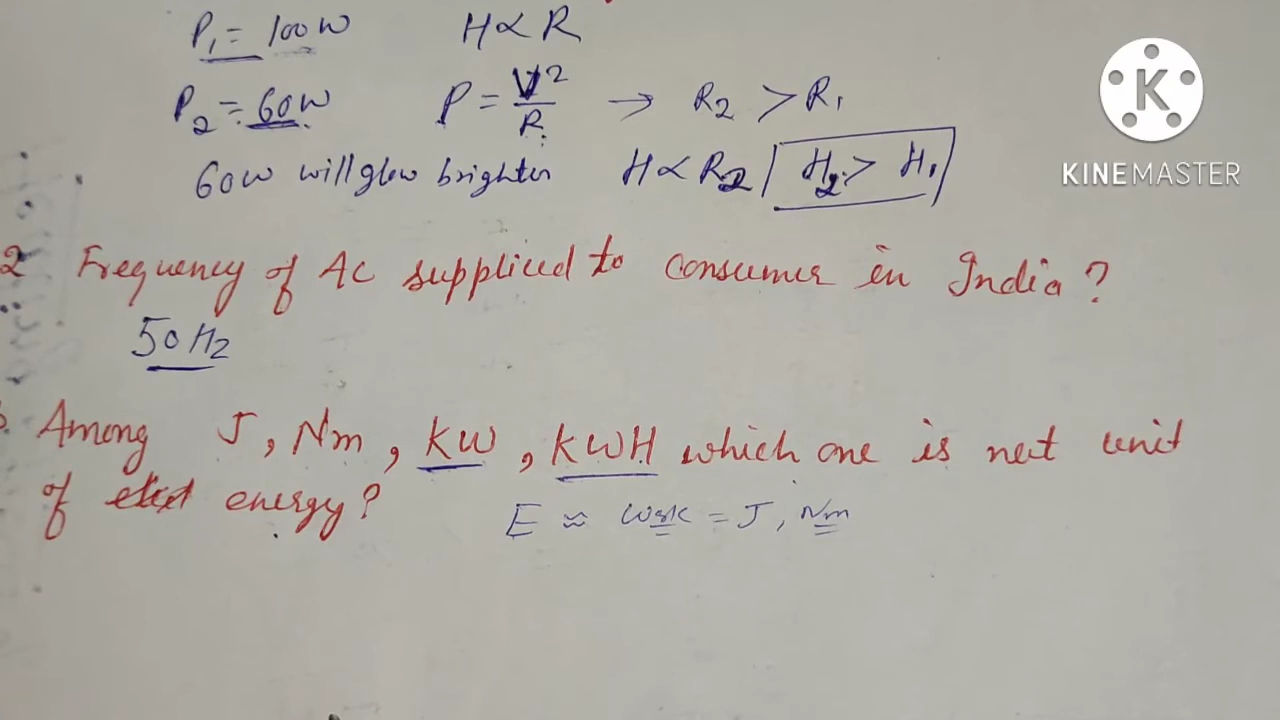 P₁ = 100W H∝R
P₂ = 60W P = V²/R → R₂ > R₁
60W will glow brighter H∝R₂ | H₂ > H₁
K
KINEMASTER
2 Frequency of AC supplied to consumer in India?
50Hz
Among J, Nm, KW, KWH which one is not unit
of energy?
E ≈ Work = J, Nm